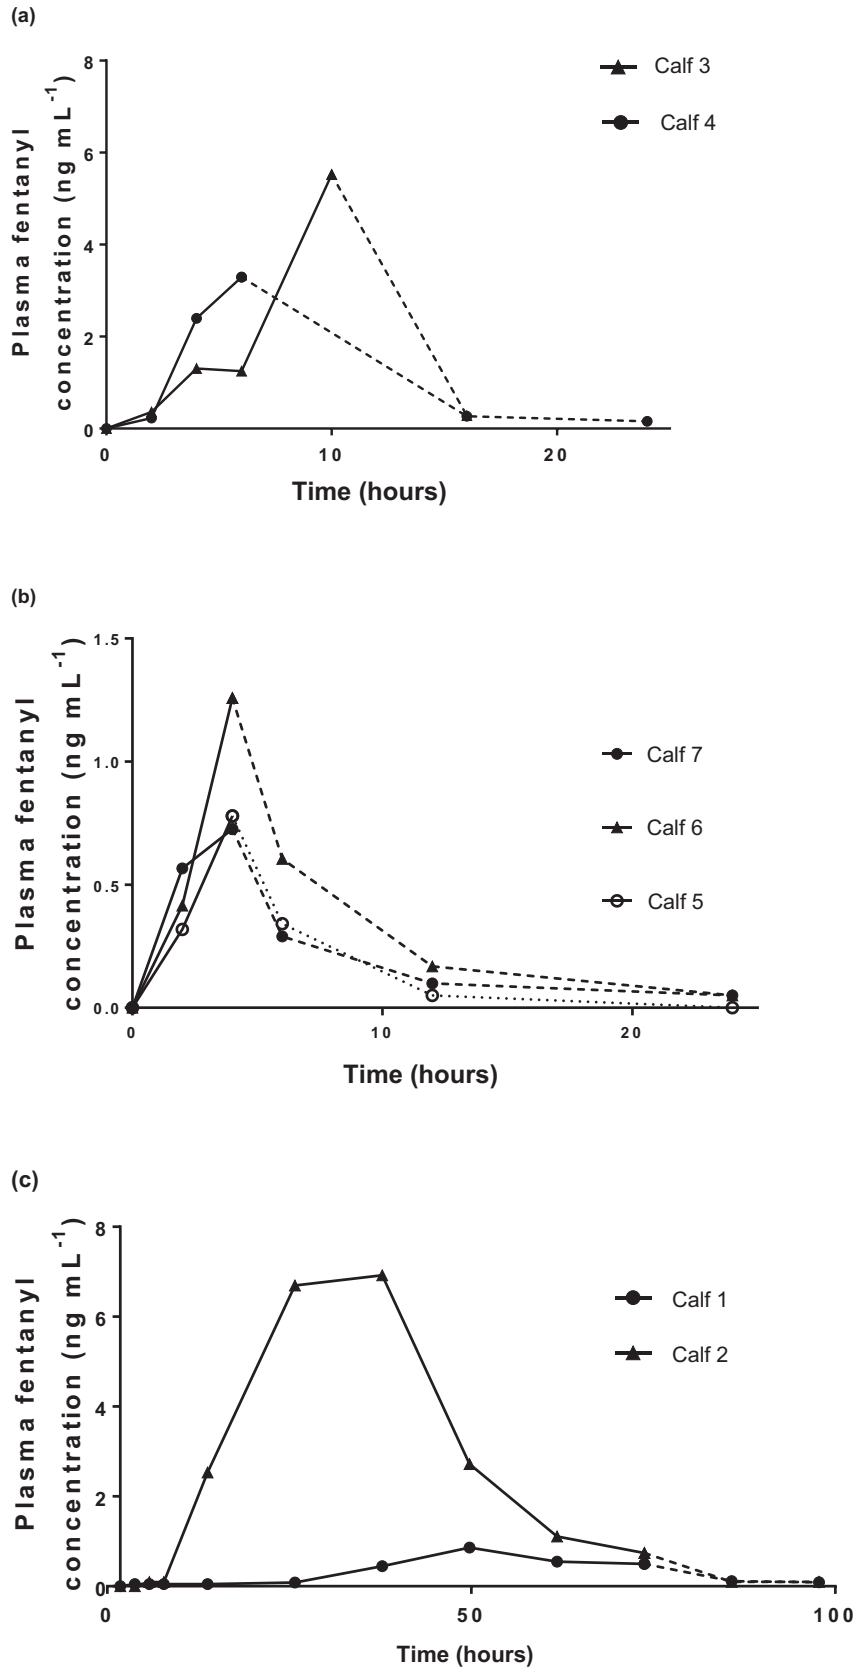 (a)
Plasma fentanyl
concentration (ng mL-1)
8
6
4
2
0
0 10 20
Time (hours)
Calf 3
Calf 4
(b)
Plasma fentanyl
concentration (ng mL-1)
1.5
1.0
0.5
0.0
0 10 20
Time (hours)
Calf 7
Calf 6
Calf 5
(c)
Plasma fentanyl
concentration (ng mL-1)
8
6
4
2
0
0 50 100
Time (hours)
Calf 1
Calf 2